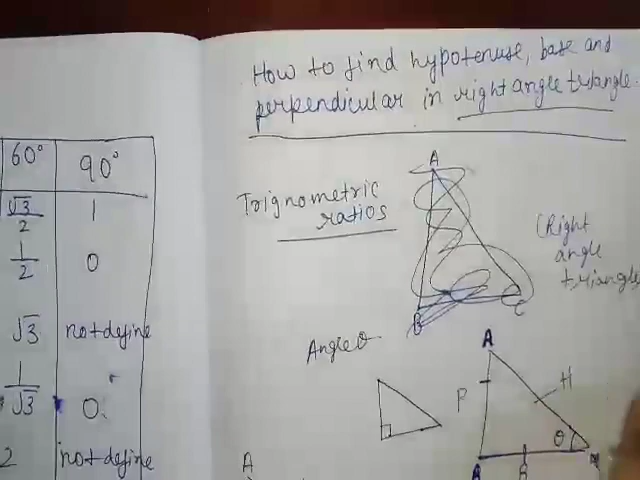 How to find hypotenuse, base and
perpendicular in right angle triangle.
60° 90°
√3/2 1
1/2 0
√3 not define
1/√3 0
2 not define
Trignometric
ratios
A
B
C
(Right
angle
triangle
Angle θ
A
P
H
θ
B
A